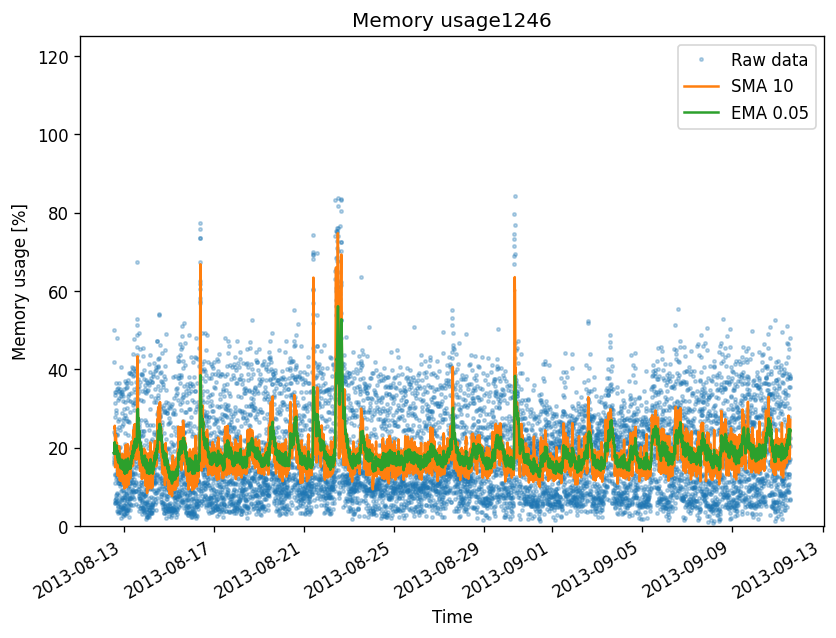 Memory usage1246
Memory usage [%]
120
100
80
60
40
20
0
Raw data
SMA 10
EMA 0.05
2013-08-13
2013-08-17
2013-08-21
2013-08-25
2013-08-29
2013-09-01
2013-09-05
2013-09-09
2013-09-13
Time